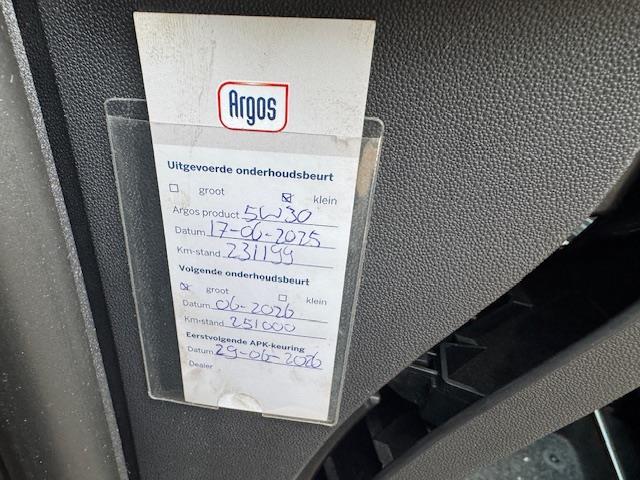 Argos
Uitgevoerde onderhoudsbeurt
groot klein
Argos product 5W30
Datum 17-06-2025
Km-stand 231199
Volgende onderhoudsbeurt
groot klein
Datum 06-2026
Km-stand 251000
Eerstvolgende APK-keuring
Datum 29-06-2026
Dealer